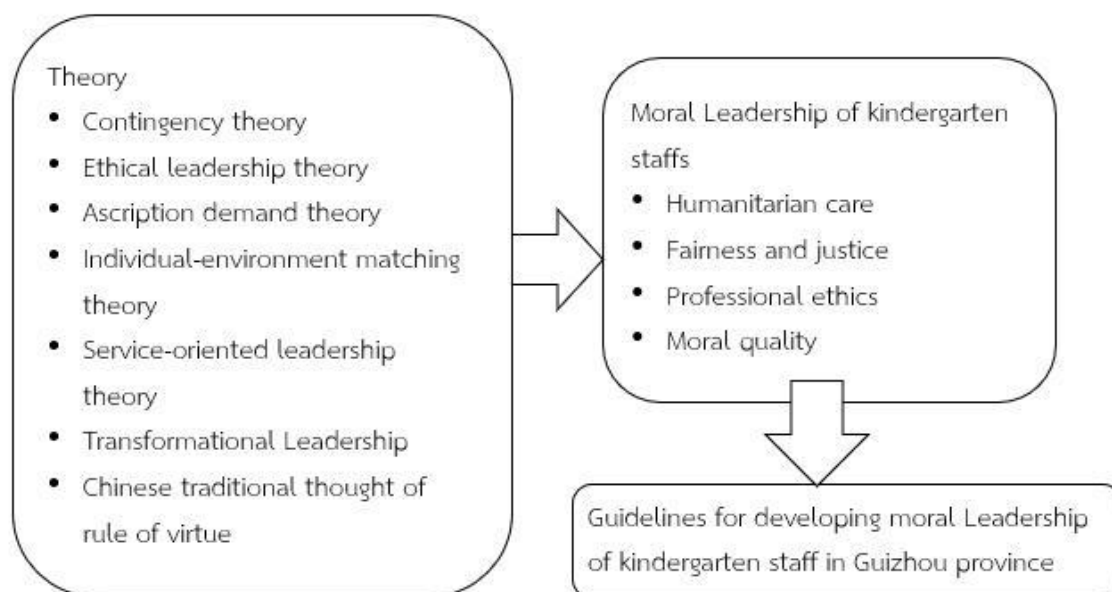 Theory
• Contingency theory
• Ethical leadership theory
• Ascription demand theory
• Individual-environment matching
theory
• Service-oriented leadership
theory
• Transformational Leadership
• Chinese traditional thought of
rule of virtue
Moral Leadership of kindergarten
staffs
• Humanitarian care
• Fairness and justice
• Professional ethics
• Moral quality
Guidelines for developing moral Leadership
of kindergarten staff in Guizhou province